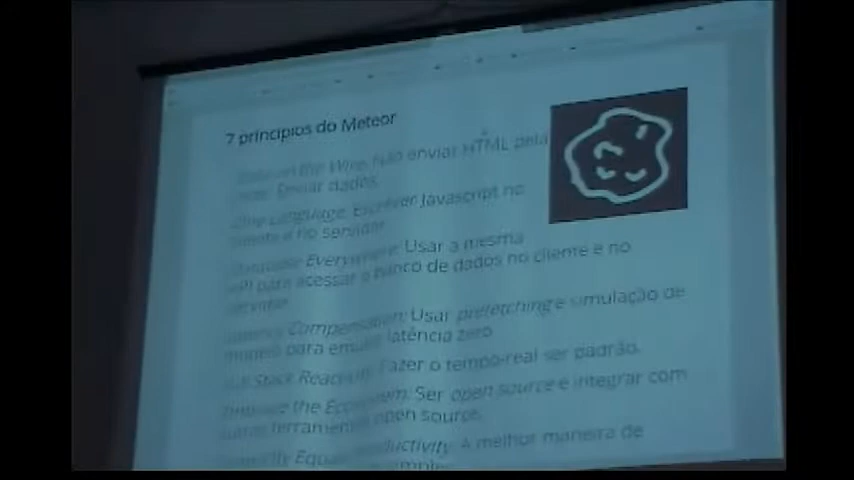 7 princípios do Meteor
on the Wire. Não enviar HTML pela
Enviar dados.
One Language. Escrever Javascript no
cliente e no servidor.
Database Everywhere. Usar a mesma
API para acessar o banco de dados no cliente e no
servidor.
Latency Compensation: Usar prefetching e simulação de
modelo para emular latência zero.
Full Stack Reactivity. Fazer o tempo-real ser padrão.
Embrace the Ecosystem. Ser open source e integrar com
outras ferramentas open source.
Simplicity Equals Productivity. A melhor maneira de